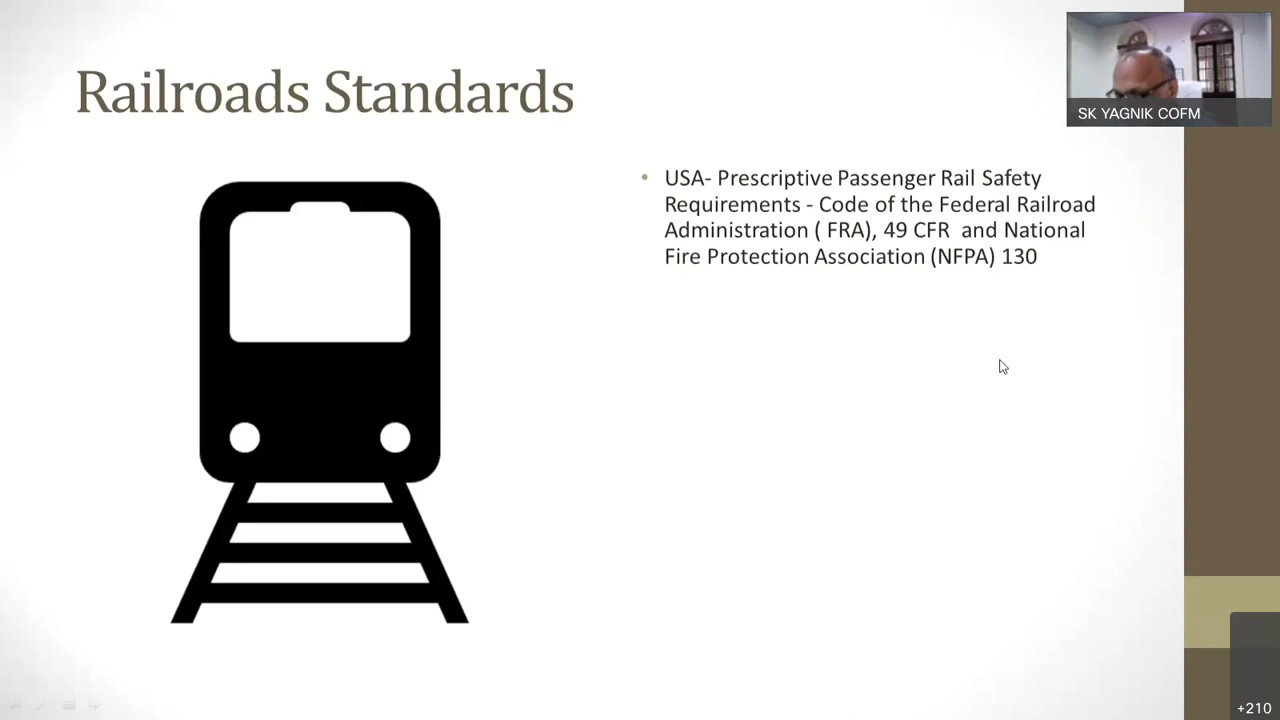 Railroads Standards
SK YAGNIK COFM
• USA- Prescriptive Passenger Rail Safety
Requirements - Code of the Federal Railroad
Administration ( FRA), 49 CFR  and National
Fire Protection Association (NFPA) 130
+210